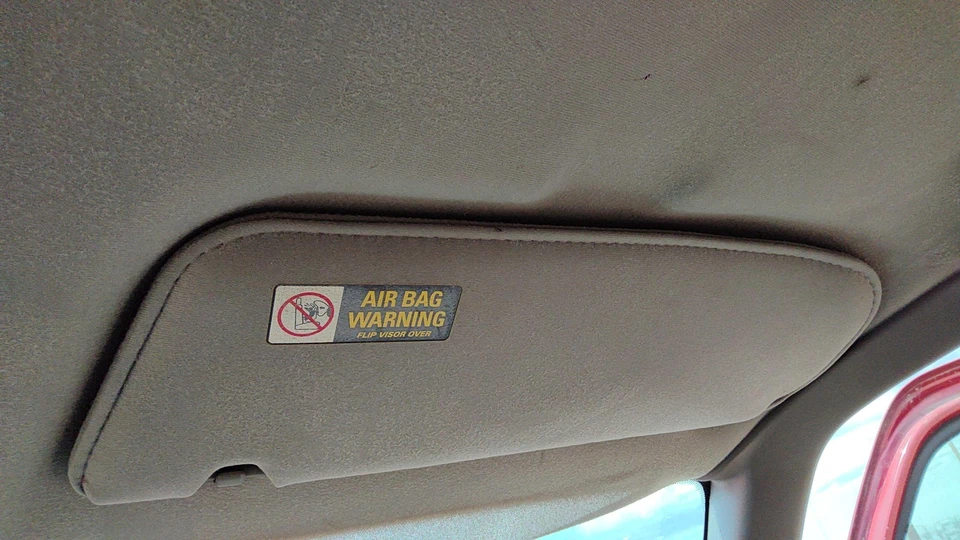 AIR BAG
WARNING
FLIP VISOR OVER